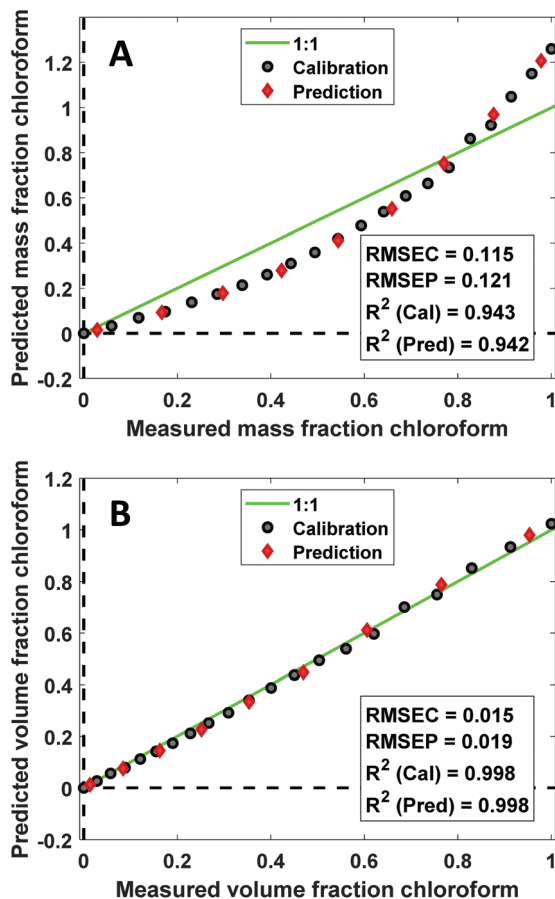 A
1:1
Calibration
Prediction
RMSEC = 0.115
RMSEP = 0.121
R² (Cal) = 0.943
R² (Pred) = 0.942
1.2
1
0.8
0.6
0.4
0.2
0
-0.2
0 0.2 0.4 0.6 0.8 1
Predicted mass fraction chloroform
Measured mass fraction chloroform
B
1:1
Calibration
Prediction
RMSEC = 0.015
RMSEP = 0.019
R² (Cal) = 0.998
R² (Pred) = 0.998
1.2
1
0.8
0.6
0.4
0.2
0
-0.2
0 0.2 0.4 0.6 0.8 1
Predicted volume fraction chloroform
Measured volume fraction chloroform